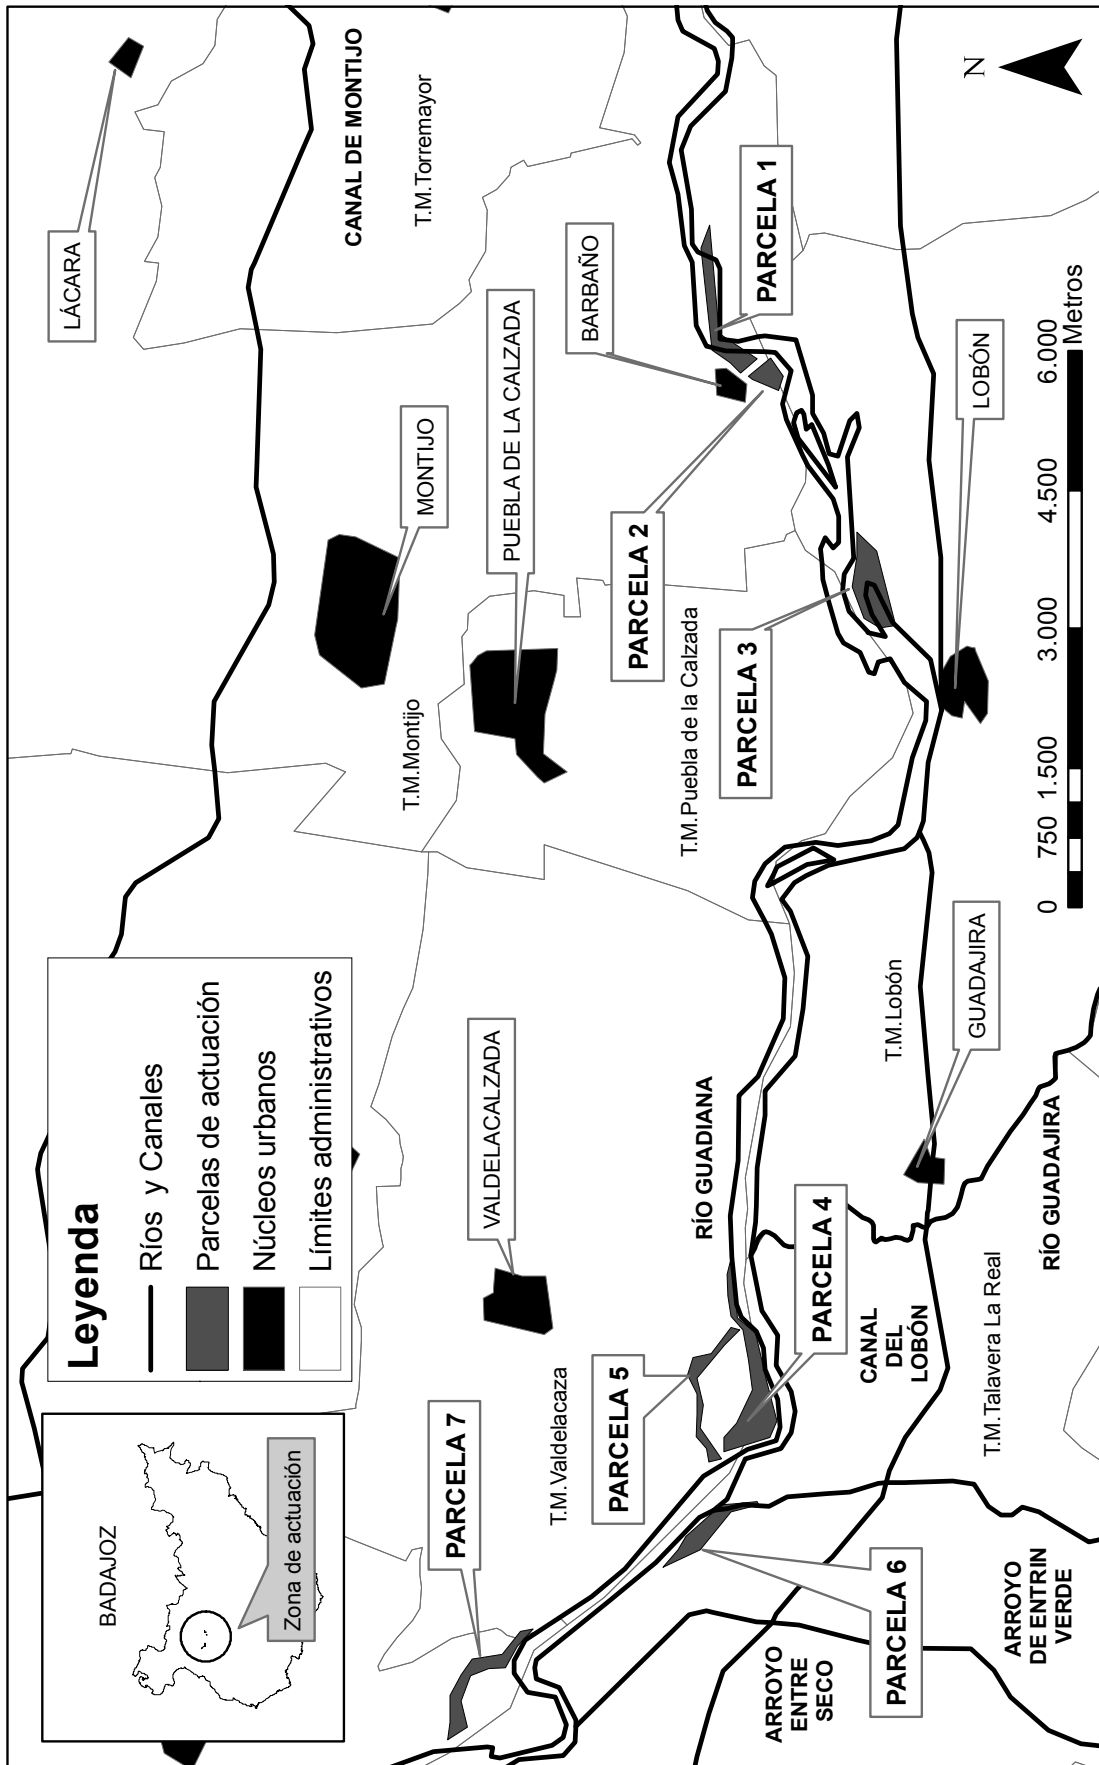 BADAJOZ
Zona de actuación
Leyenda
Ríos y Canales
Parcelas de actuación
Núcleos urbanos
Límites administrativos
LÁCARA
CANAL DE MONTIJO
T.M.Torremayor
MONTIJO
PUEBLA DE LA CALZADA
BARBAÑO
PARCELA 1
N
T.M.Montijo
PARCELA 2
T.M.Puebla de la Calzada
PARCELA 3
VALDELACALZADA
RÍO GUADIANA
PARCELA 7
T.M.Valdelacaza
PARCELA 5
PARCELA 4
CANAL
DEL
LOBÓN
T.M.Lobón
GUADAJIRA
LOBÓN
RÍO GUADAJIRA
T.M.Talavera La Real
PARCELA 6
ARROYO
ENTRE
SECO
ARROYO
DE ENTRIN
VERDE
0 750 1.500 3.000 4.500 6.000
Metros